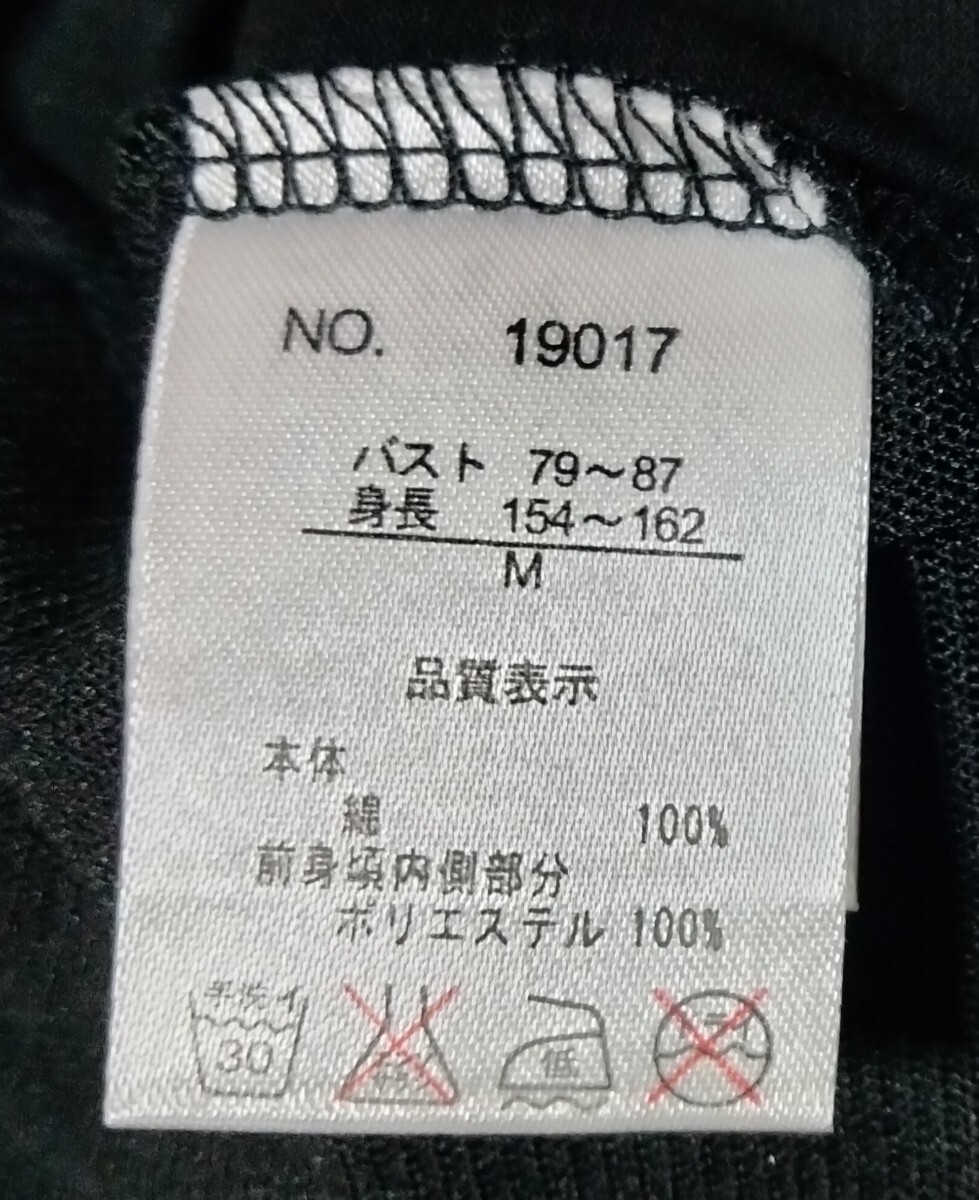 NO. 19017
バスト 79～87
身長 154～162
M
品質表示
本体
綿 100%
前身頃内側部分
ポリエステル 100%
手洗イ
30
低